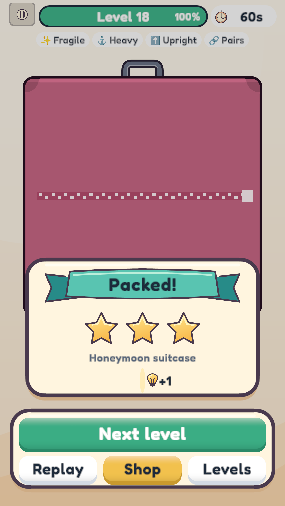 Level 18 100% 60s
Fragile Heavy Upright Pairs
Packed!
Honeymoon suitcase
+1
Next level
Replay Shop Levels